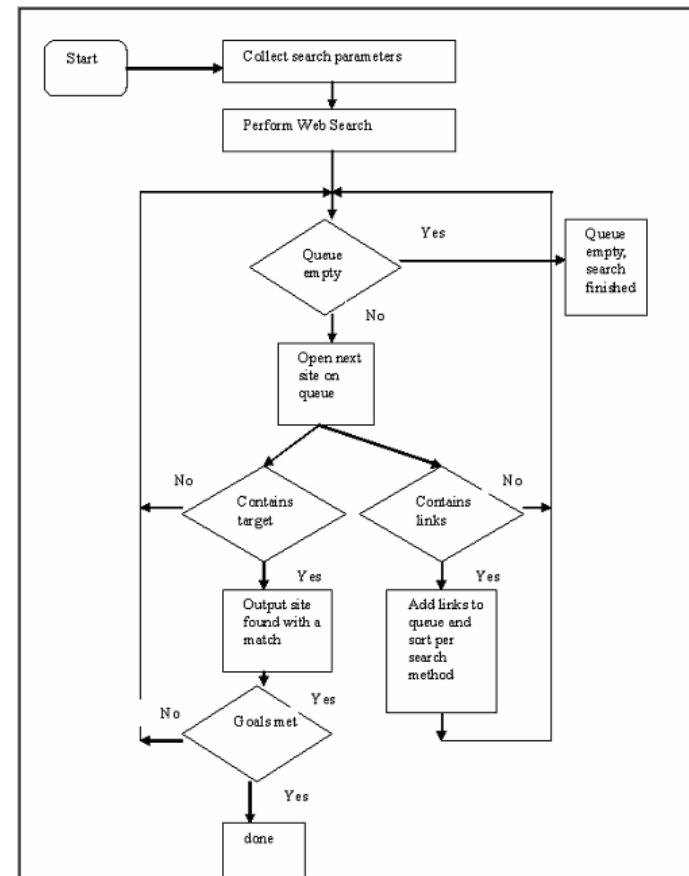 Start
Collect search parameters
Perform Web Search
Yes
Queue
empty
Queue
empty,
search
finished
No
Open next
site on
queue
No
Contains
target
Contains
links
No
Yes
Yes
Output site
found with a
match
Add links to
queue and
sort per
search
method
No
Goals met
Yes
Yes
done